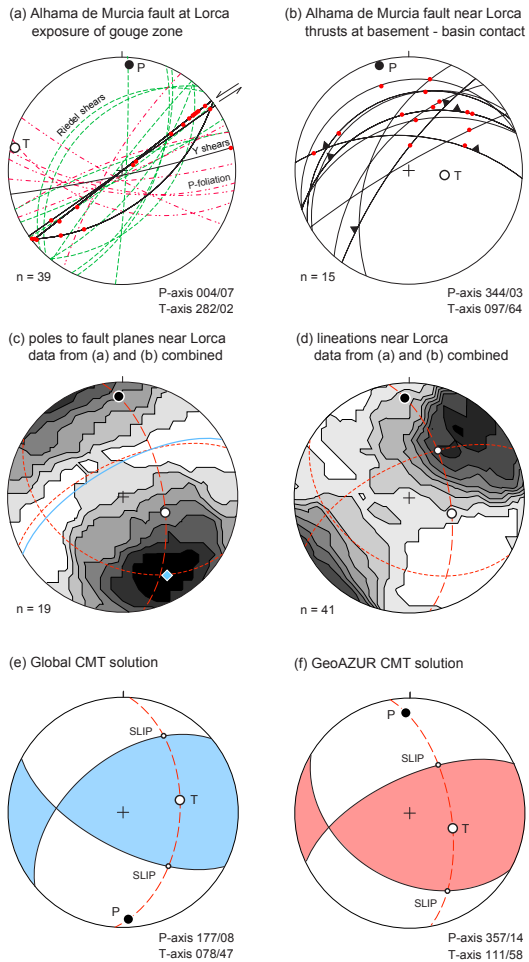 (a) Alhama de Murcia fault at Lorca
exposure of gouge zone
P
Riedel shears
T
Y shears
P-foliation
n = 39
P-axis 004/07
T-axis 282/02
(b) Alhama de Murcia fault near Lorca
thrusts at basement - basin contact
P
T
n = 15
P-axis 344/03
T-axis 097/64
(c) poles to fault planes near Lorca
data from (a) and (b) combined
n = 19
(d) lineations near Lorca
data from (a) and (b) combined
n = 41
(e) Global CMT solution
SLIP
T
SLIP
P
P-axis 177/08
T-axis 078/47
(f) GeoAZUR CMT solution
P
SLIP
T
SLIP
P-axis 357/14
T-axis 111/58